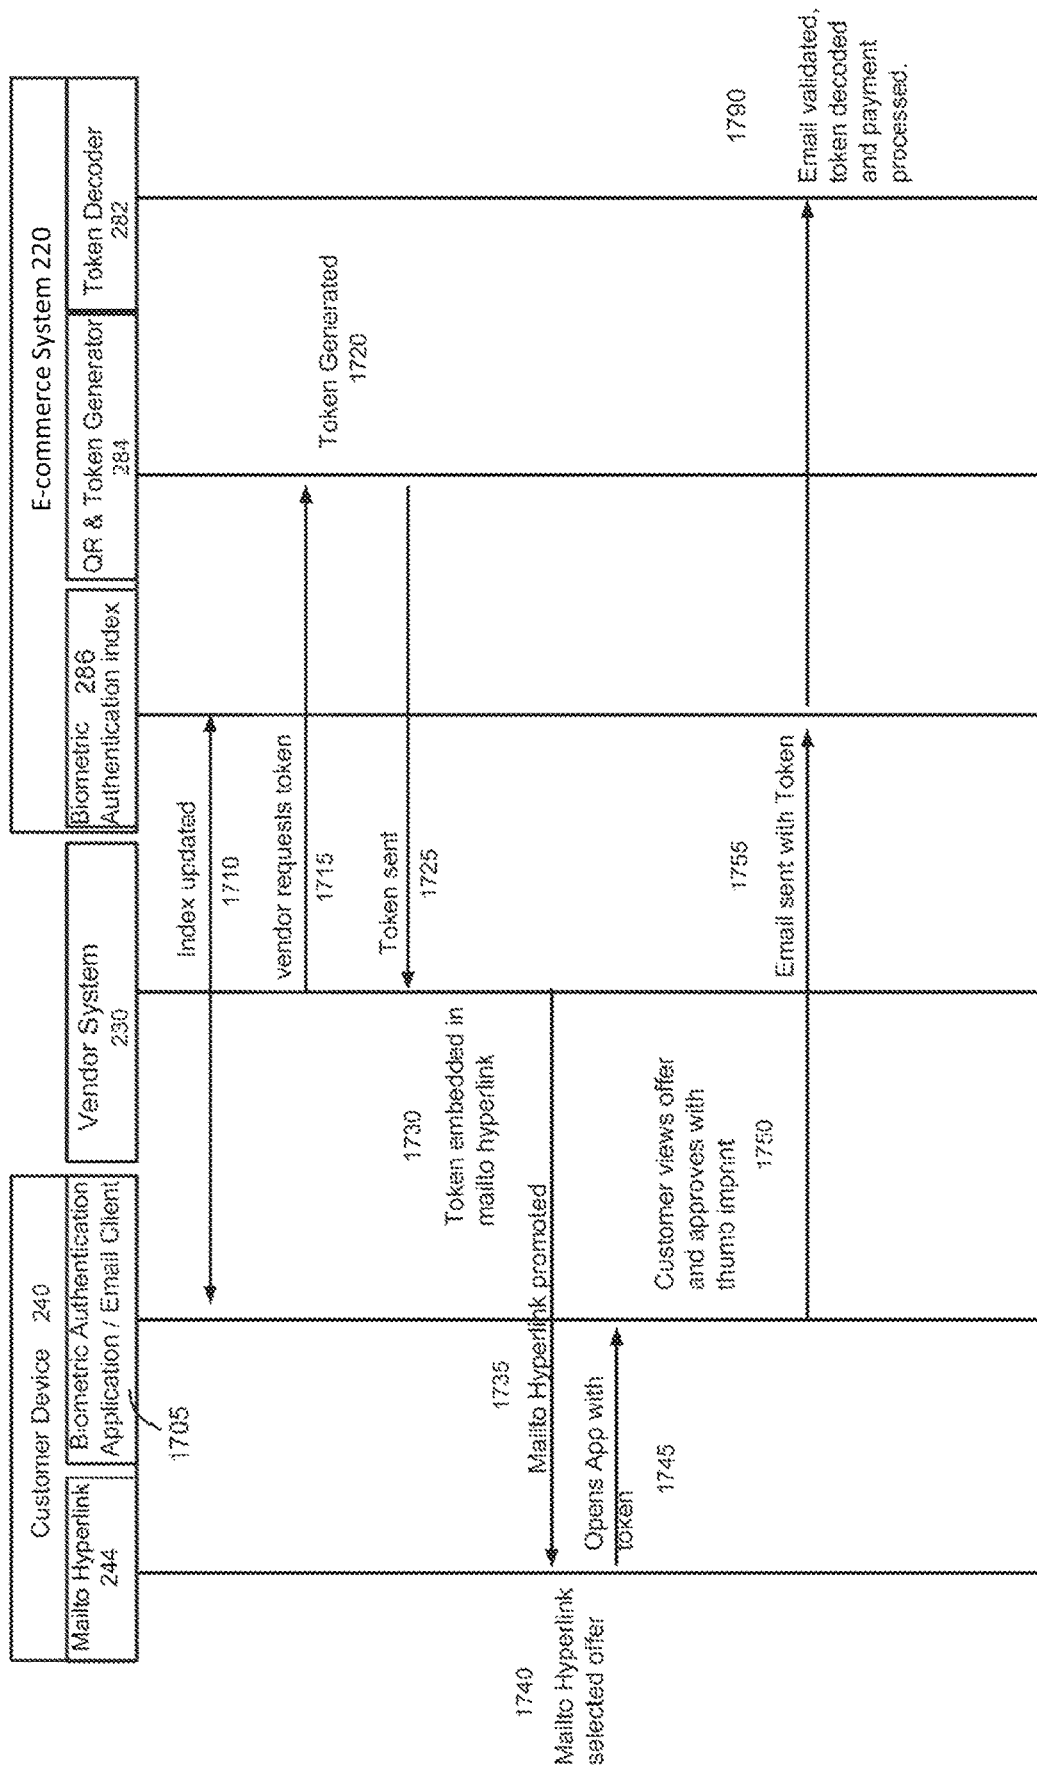 Customer Device 240
Mailto Hyperlink
244
Biometric Authentication
Application / Email Client
1705
Vendor System
230
E-commerce System 220
Biometric 286
Authentication index
QR & Token Generator
284
Token Decoder
282
Index updated
1710
vendor requests token
1715
Token Generated
1720
Token sent
1725
1730
Token embedded in
mailto hyperlink
1735
Mailto Hyperlink promoted
1740
Mailto Hyperlink
selected offer
Opens App with
token
1745
Customer views offer
and approves with
thumb imprint
1750
1755
Email sent with Token
1790
Email validated,
token decoded
and payment
processed.